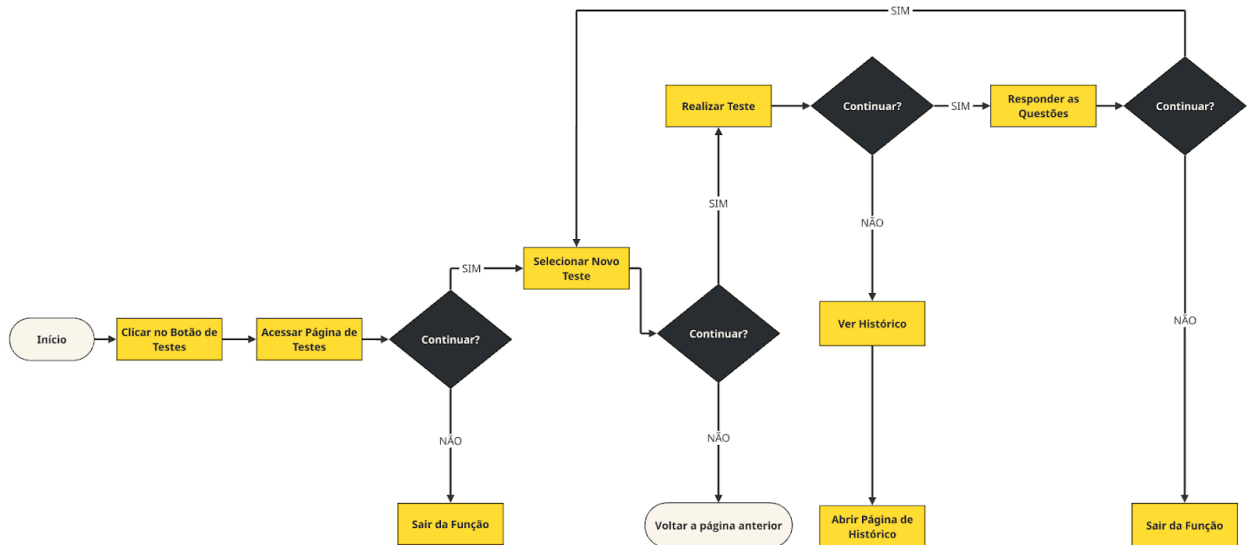 SIM
Realizar Teste
Continuar?
SIM
Responder as
Questões
Continuar?
SIM
NÃO
SIM
Selecionar Novo
Teste
Início
Clicar no Botão de
Testes
Acessar Página de
Testes
Continuar?
Continuar?
Ver Histórico
NÃO
NÃO
NÃO
Sair da Função
Voltar a página anterior
Abrir Página de
Histórico
Sair da Função